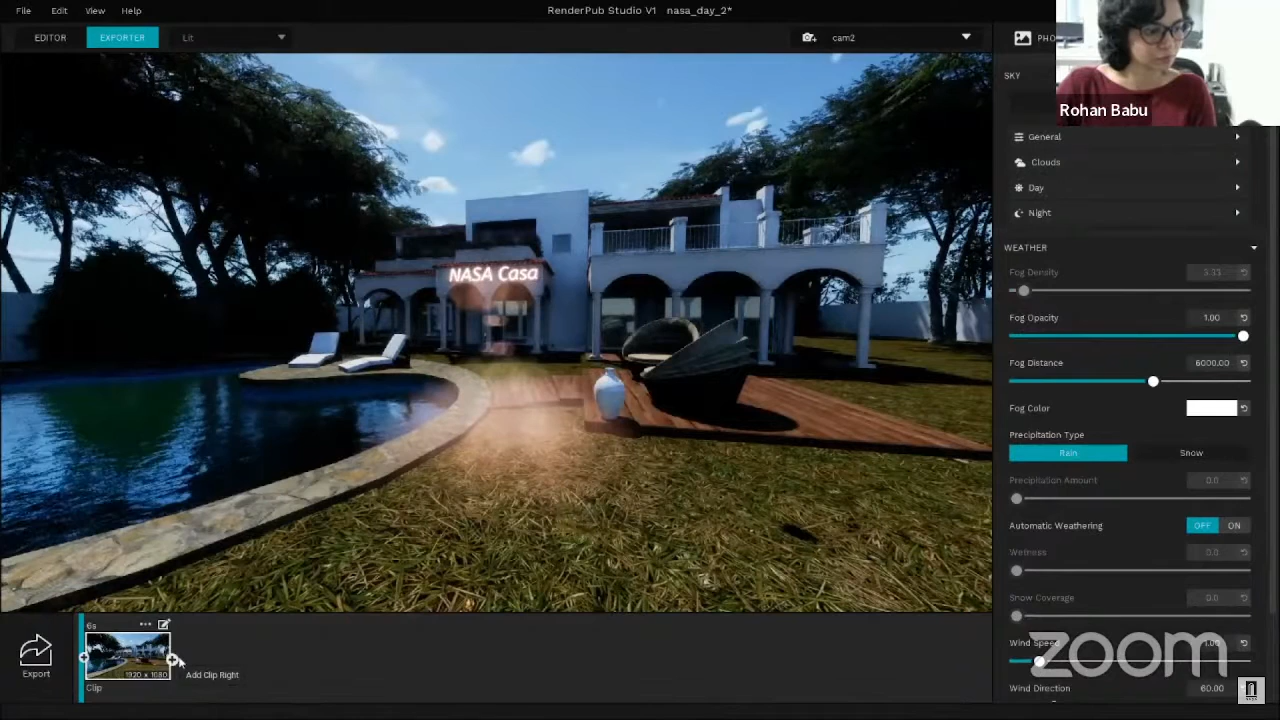 File Edit View Help RenderPub Studio V1 nasa_day_2*
EDITOR EXPORTER Lit cam2 PHO
SKY
Rohan Babu
General
Clouds
Day
Night
WEATHER
Fog Density
Fog Opacity 1.00
Fog Distance 6000.00
Fog Color
Precipitation Type
Rain Snow
Precipitation Amount 0.0
Automatic Weathering OFF ON
Wetness 0.0
Snow Coverage 0.0
Wind Speed
zoom
Wind Direction 60.00
NASA Casa
6s
1920 x 1080
Add Clip Right
Clip
Export